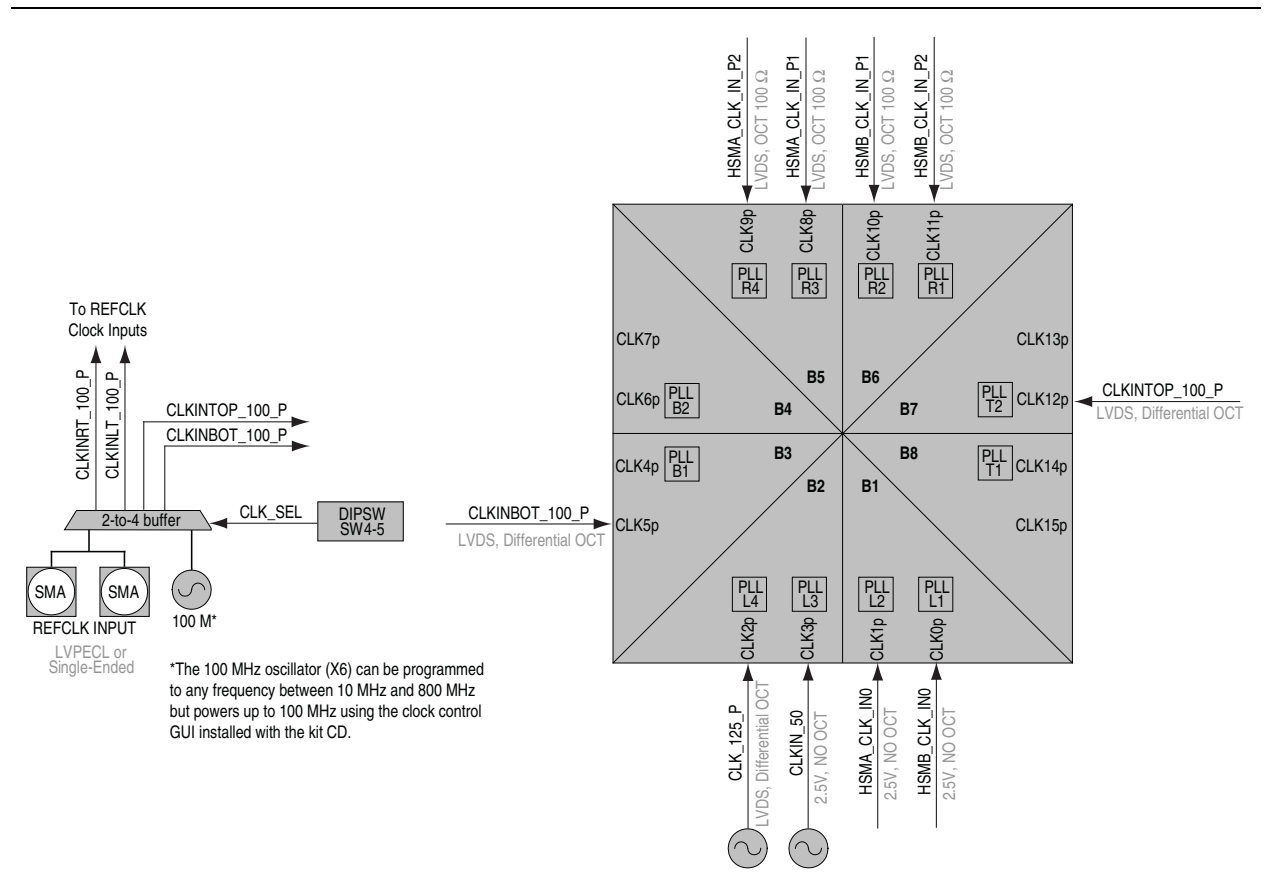 HSMA_CLK_IN_P2
LVDS, OCT 100 Ω
HSMA_CLK_IN_P1
LVDS, OCT 100 Ω
HSMB_CLK_IN_P1
LVDS, OCT 100 Ω
HSMB_CLK_IN_P2
LVDS, OCT 100 Ω
CLK9p
CLK8p
CLK10p
CLK11p
PLL
R4
PLL
R3
PLL
R2
PLL
R1
To REFCLK
Clock Inputs
CLKINRT_100_P
CLKINLT_100_P
CLKINTOP_100_P
CLKINBOT_100_P
2-to-4 buffer
CLK_SEL
DIPSW
SW4-5
SMA
SMA
REFCLK INPUT
LVPECL or
Single-Ended
100 M*
*The 100 MHz oscillator (X6) can be programmed
to any frequency between 10 MHz and 800 MHz
but powers up to 100 MHz using the clock control
GUI installed with the kit CD.
CLKINBOT_100_P
LVDS, Differential OCT
CLK7p
CLK6p
PLL
B2
CLK4p
PLL
B1
CLK5p
B5
B6
B4
B7
B3
B8
B2
B1
CLK13p
PLL
T2
CLK12p
PLL
T1
CLK14p
CLK15p
CLKINTOP_100_P
LVDS, Differential OCT
PLL
L4
PLL
L3
PLL
L2
PLL
L1
CLK2p
CLK3p
CLK1p
CLK0p
CLK_125_P
LVDS, Differential OCT
CLKIN_50
2.5V, NO OCT
HSMA_CLK_IN0
2.5V, NO OCT
HSMB_CLK_IN0
2.5V, NO OCT